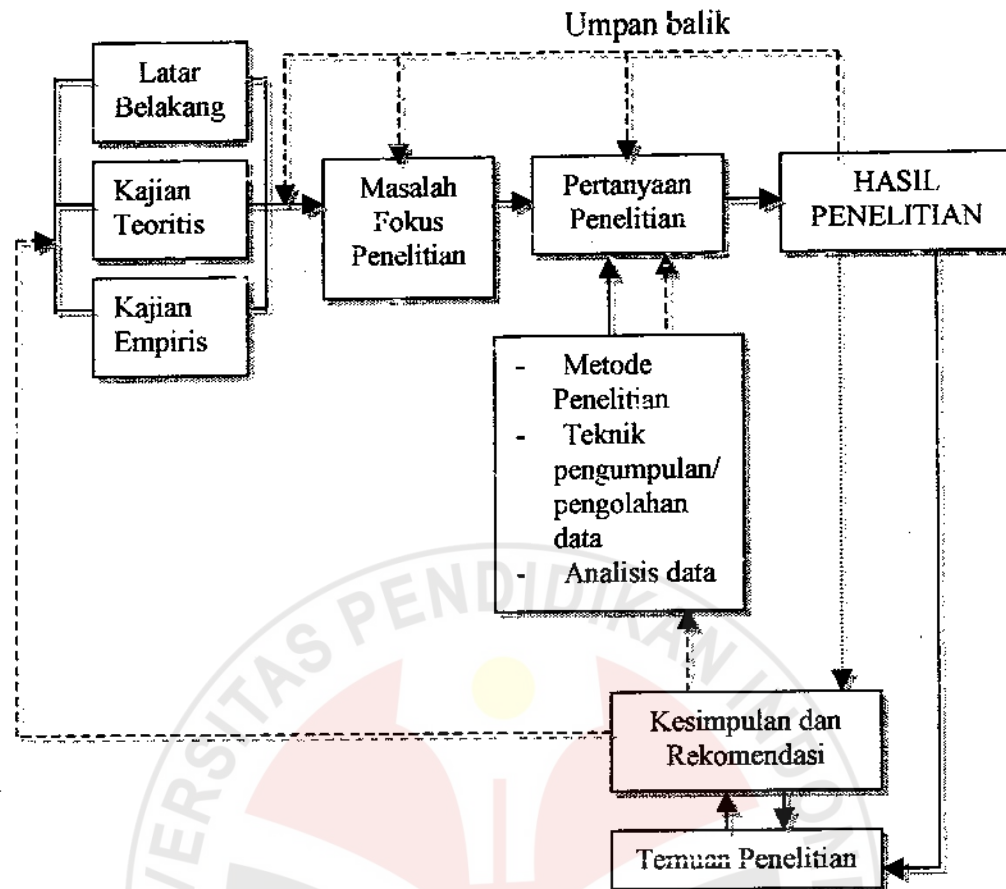 Umpan balik
Latar
Belakang
Kajian
Teoritis
Kajian
Empiris
Masalah
Fokus
Penelitian
Pertanyaan
Penelitian
HASIL
PENELITIAN
- Metode
Penelitian
- Teknik
pengumpulan/
pengolahan
data
- Analisis data
Kesimpulan dan
Rekomendasi
Temuan Penelitian